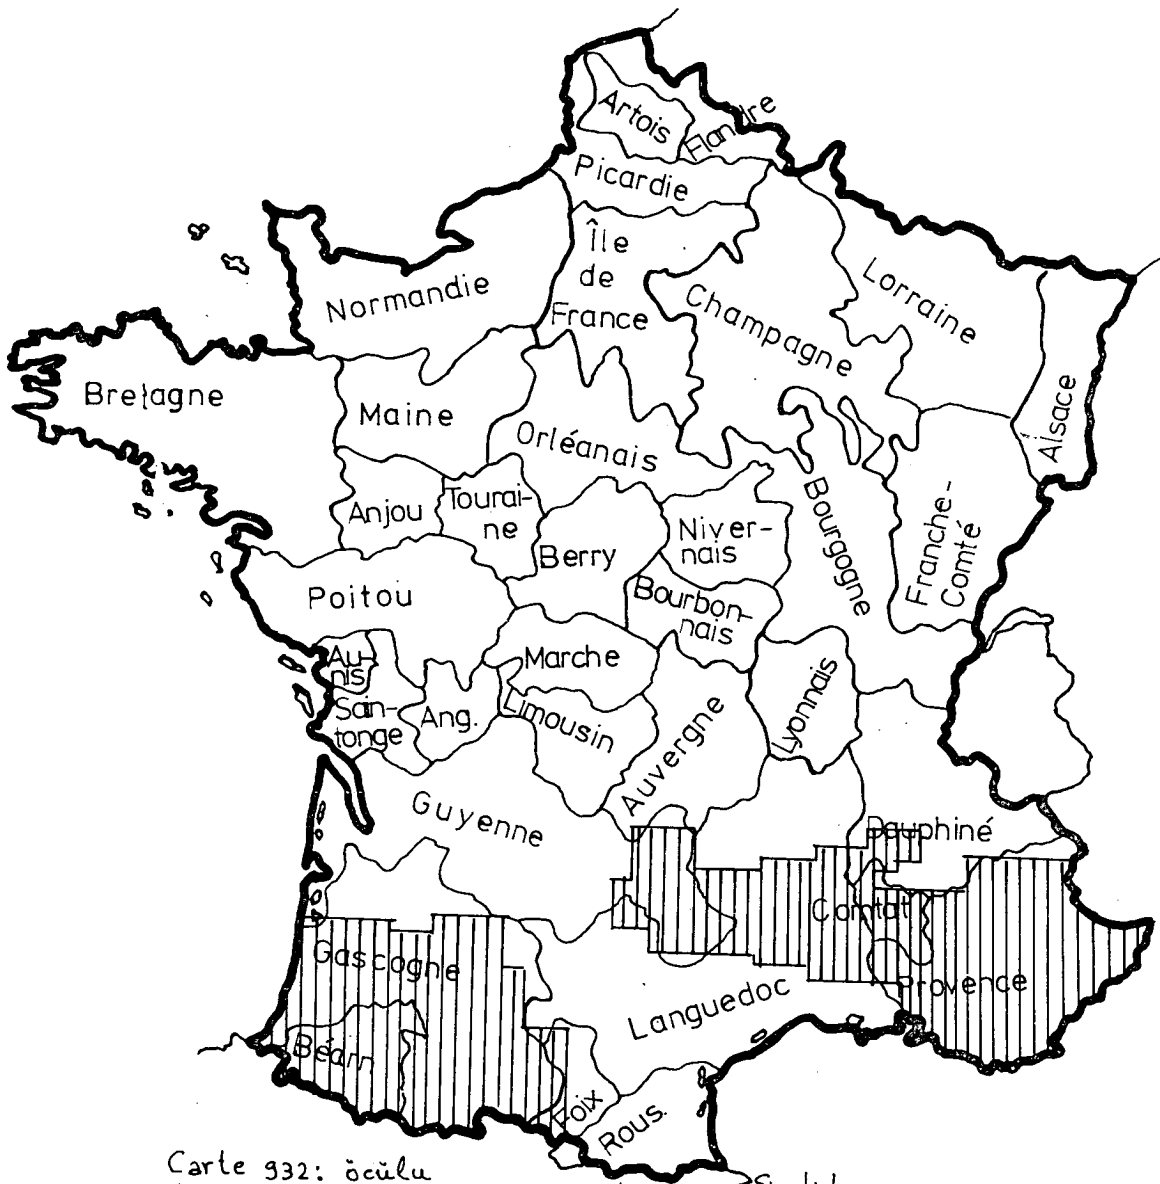 Artois
Flandre
Picardie
Île
de
France
Normandie
Champagne
Lorraine
Alsace
Bretagne
Maine
Orléanais
Anjou
Tourai-
ne
Berry
Niver-
nais
Bourgogne
Franche-
Comté
Poitou
Bourbon-
nais
Au-
nis
Sain-
tonge
Ang.
Marche
Limousin
Auvergne
Lyonnais
Guyenne
Dauphiné
Comtat
Gascogne
Languedoc
Provence
Béarn
Foix
Rous.
Carte 932: ŏcŭlu